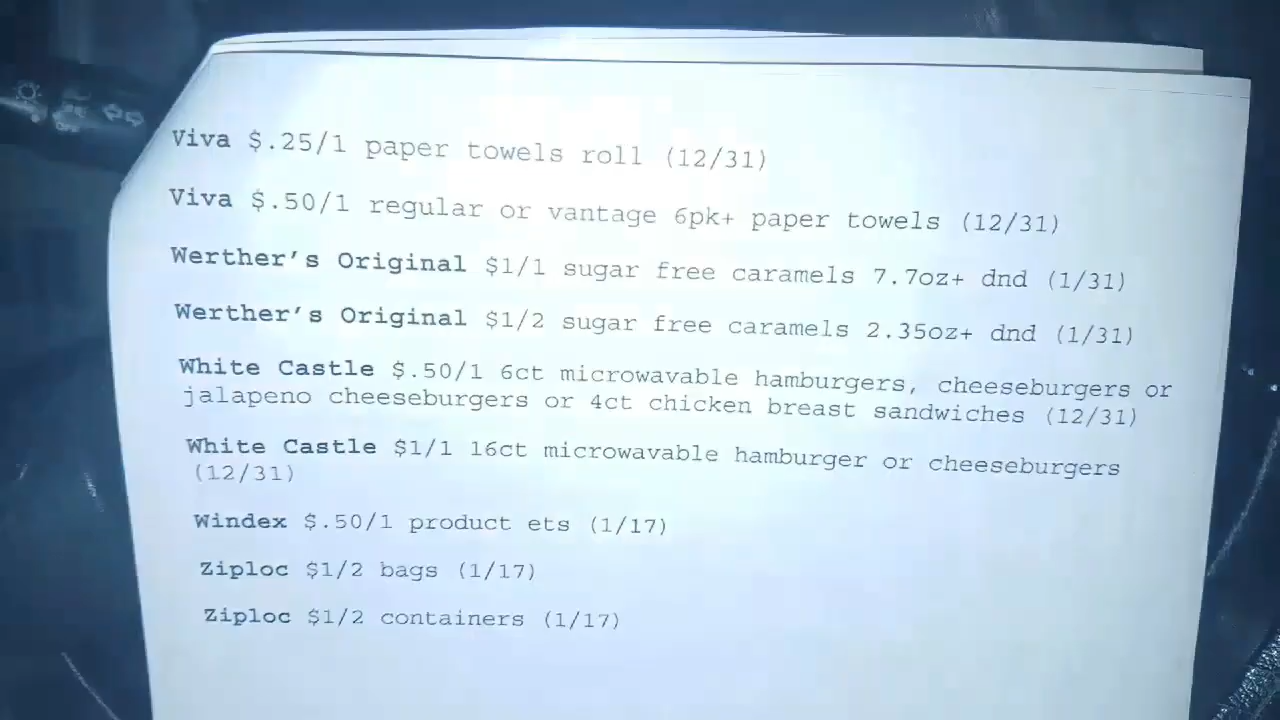 Viva $.25/1 paper towels roll (12/31)
Viva $.50/1 regular or vantage 6pk+ paper towels (12/31)
Werther's Original $1/1 sugar free caramels 7.7oz+ dnd (1/31)
Werther's Original $1/2 sugar free caramels 2.35oz+ dnd (1/31)
White Castle $.50/1 6ct microwavable hamburgers, cheeseburgers or
jalapeno cheeseburgers or 4ct chicken breast sandwiches (12/31)
White Castle $1/1 16ct microwavable hamburger or cheeseburgers
(12/31)
Windex $.50/1 product ets (1/17)
Ziploc $1/2 bags (1/17)
Ziploc $1/2 containers (1/17)